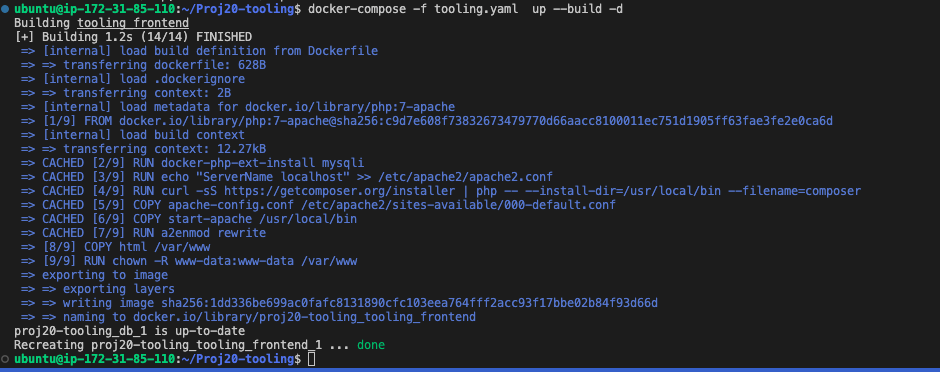 ubuntu@ip-172-31-85-110:~/Proj20-tooling$ docker-compose -f tooling.yaml  up --build -d
Building tooling_frontend
[+] Building 1.2s (14/14) FINISHED
=> [internal] load build definition from Dockerfile
=> => transferring dockerfile: 628B
=> [internal] load .dockerignore
=> => transferring context: 2B
=> [internal] load metadata for docker.io/library/php:7-apache
=> [1/9] FROM docker.io/library/php:7-apache@sha256:c9d7e608f73832673479770d66aacc8100011ec751d1905ff63fae3fe2e0ca6d
=> [internal] load build context
=> => transferring context: 12.27kB
=> CACHED [2/9] RUN docker-php-ext-install mysqli
=> CACHED [3/9] RUN echo "ServerName localhost" >> /etc/apache2/apache2.conf
=> CACHED [4/9] RUN curl -sS https://getcomposer.org/installer | php -- --install-dir=/usr/local/bin --filename=composer
=> CACHED [5/9] COPY apache-config.conf /etc/apache2/sites-available/000-default.conf
=> CACHED [6/9] COPY start-apache /usr/local/bin
=> CACHED [7/9] RUN a2enmod rewrite
=> [8/9] COPY html /var/www
=> [9/9] RUN chown -R www-data:www-data /var/www
=> exporting to image
=> => exporting layers
=> => writing image sha256:1dd336be699ac0fafc8131890cfc103eea764fff2acc93f17bbe02b84f93d66d
=> => naming to docker.io/library/proj20-tooling_tooling_frontend
proj20-tooling_db_1 is up-to-date
Recreating proj20-tooling_tooling_frontend_1 ... done
ubuntu@ip-172-31-85-110:~/Proj20-tooling$